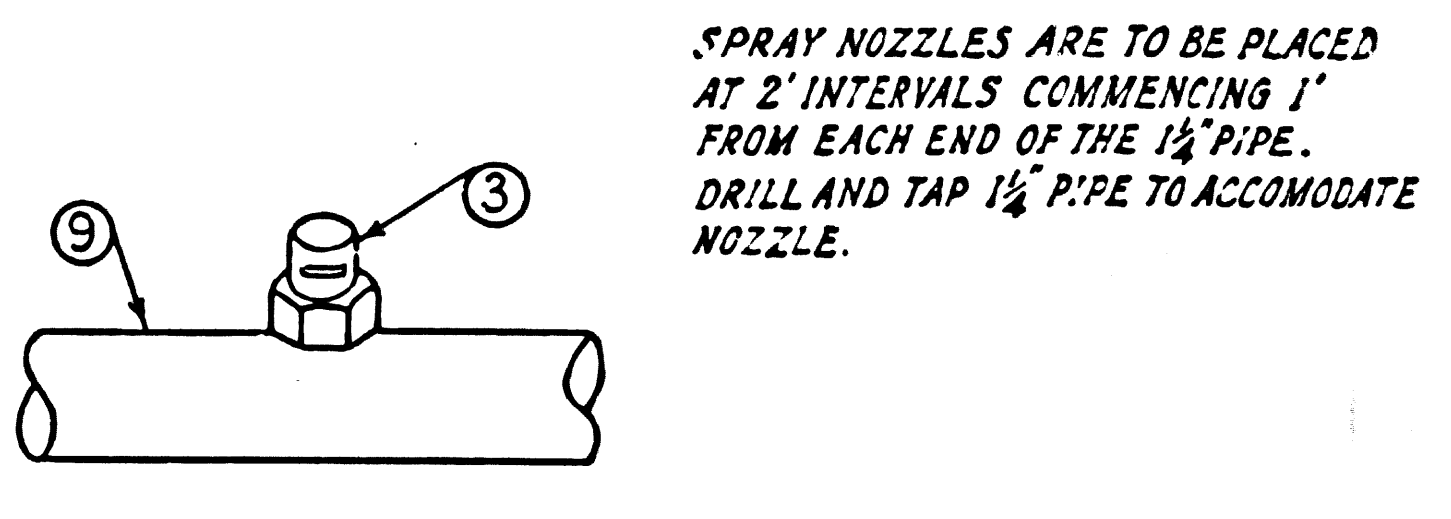 SPRAY NOZZLES ARE TO BE PLACED
AT 2' INTERVALS COMMENCING 1'
FROM EACH END OF THE 1¼" PIPE.
DRILL AND TAP 1¼" PIPE TO ACCOMODATE
NOZZLE.
3
9